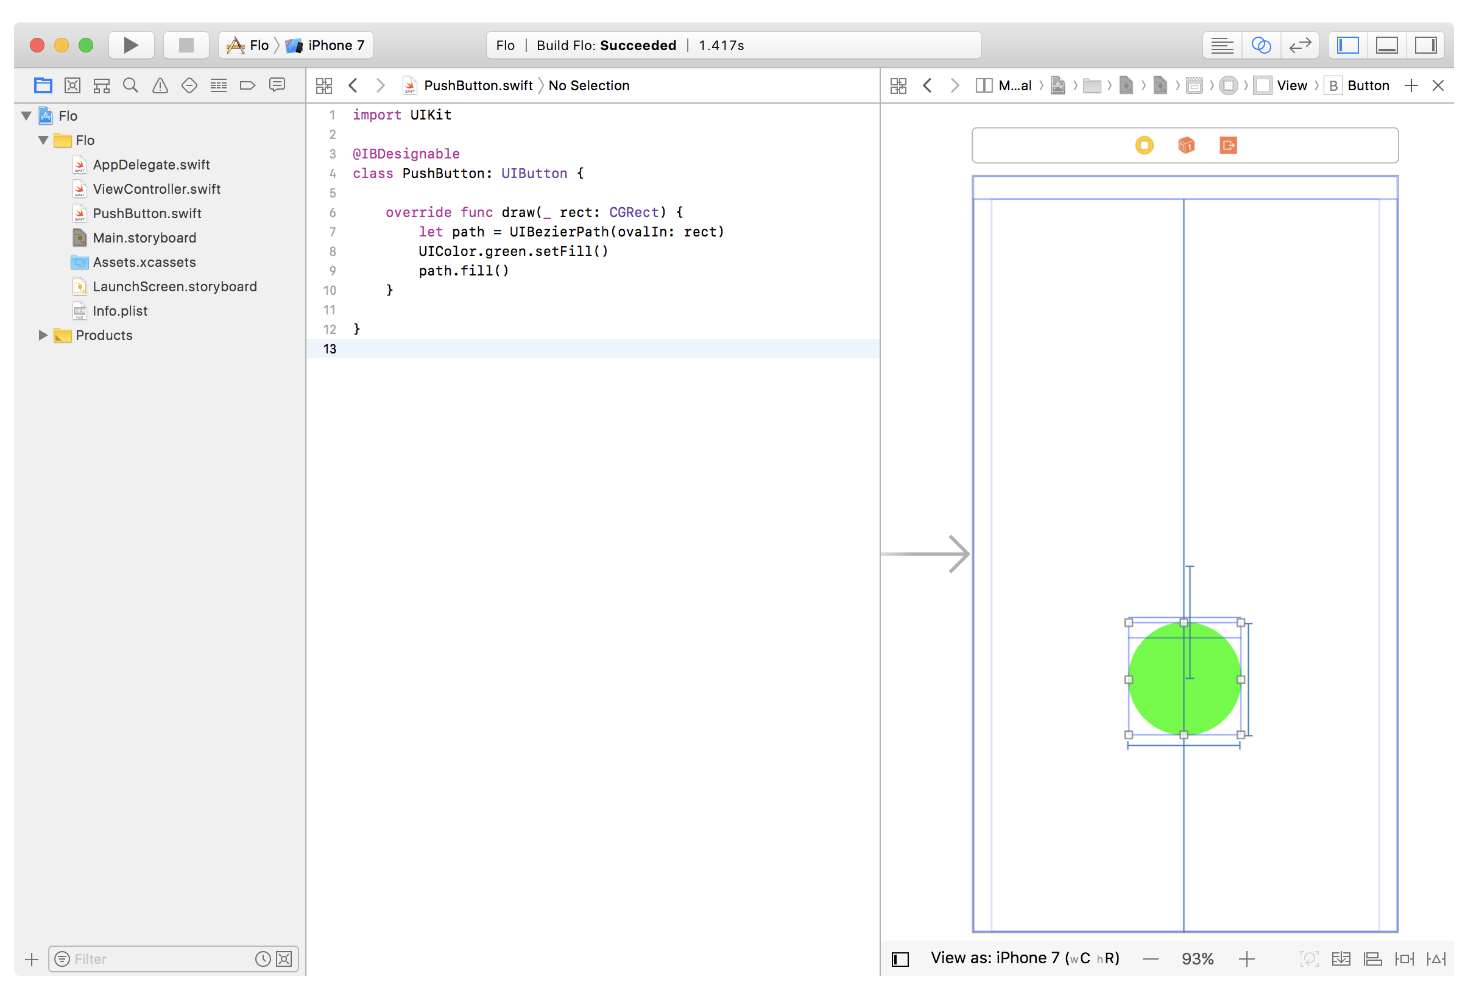 Flo 〉 iPhone 7
Flo | Build Flo: Succeeded | 1.417s
PushButton.swift 〉 No Selection
M...al 〉 View 〉 B Button
Flo
Flo
AppDelegate.swift
ViewController.swift
PushButton.swift
Main.storyboard
Assets.xcassets
LaunchScreen.storyboard
Info.plist
Products
Filter
1 import UIKit
2
3 @IBDesignable
4 class PushButton: UIButton {
5
6     override func draw(_ rect: CGRect) {
7         let path = UIBezierPath(ovalIn: rect)
8         UIColor.green.setFill()
9         path.fill()
10     }
11
12 }
13
View as: iPhone 7 (wC hR) — 93% +